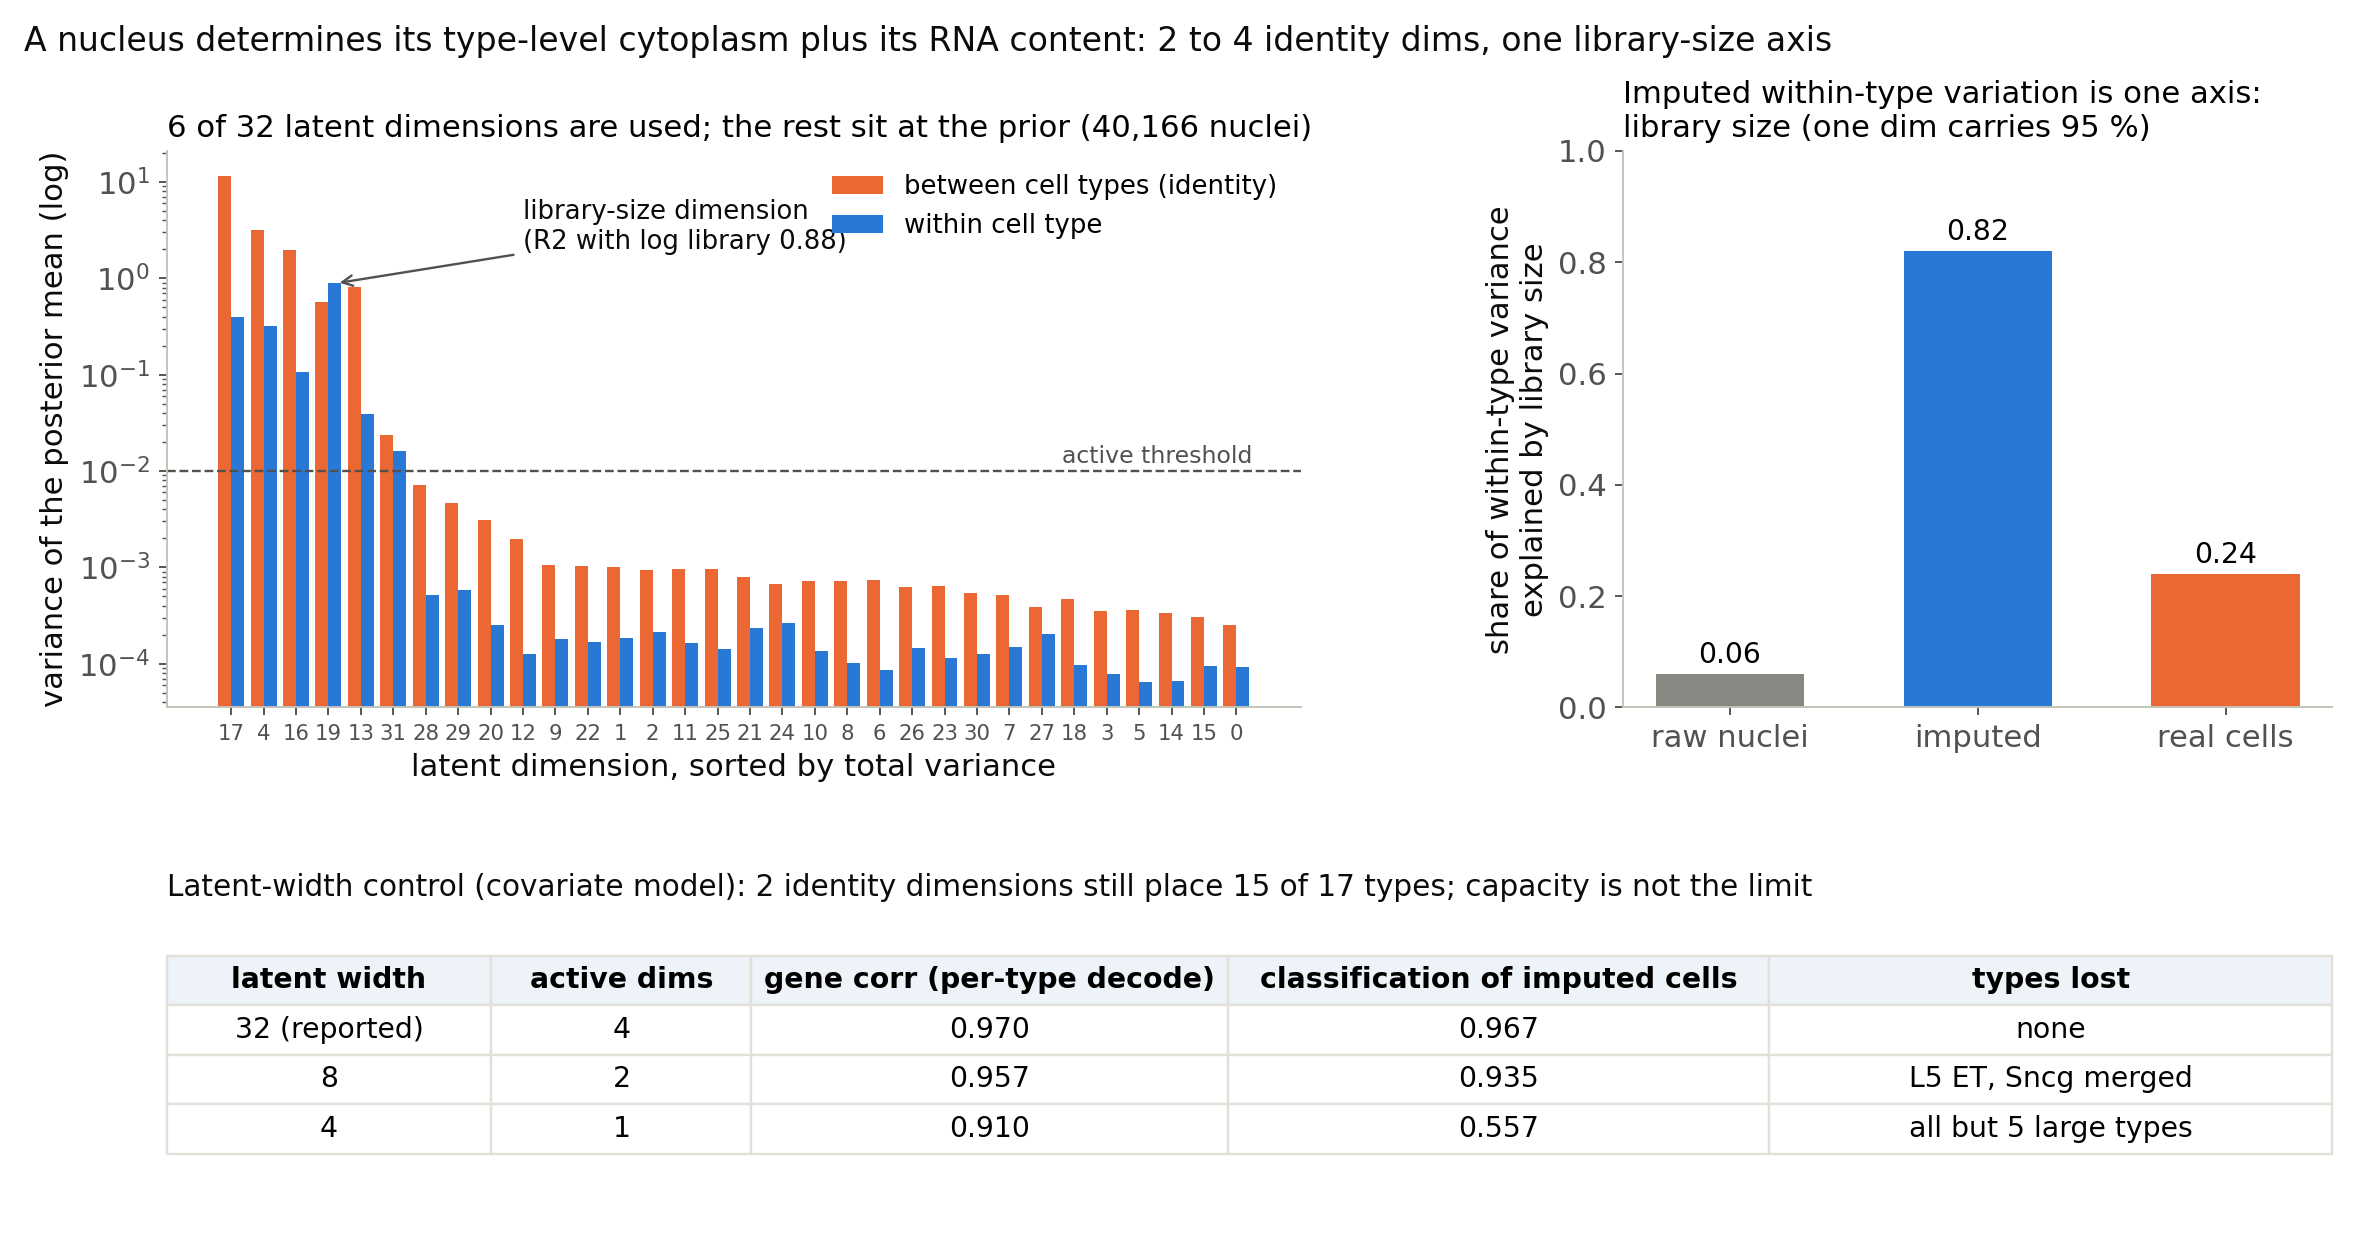 A nucleus determines its type-level cytoplasm plus its RNA content: 2 to 4 identity dims, one library-size axis
6 of 32 latent dimensions are used; the rest sit at the prior (40,166 nuclei)
variance of the posterior mean (log)
10^1
10^0
10^−1
10^−2
10^−3
10^−4
library-size dimension
(R2 with log library 0.88)
between cell types (identity)
within cell type
active threshold
17 4 16 19 13 31 28 29 20 12 9 22 1 2 11 25 21 24 10 8 6 26 23 30 7 27 18 3 5 14 15 0
latent dimension, sorted by total variance
Imputed within-type variation is one axis:
library size (one dim carries 95 %)
share of within-type variance
explained by library size
1.0
0.8
0.6
0.4
0.2
0.0
0.06
0.82
0.24
raw nuclei imputed real cells
Latent-width control (covariate model): 2 identity dimensions still place 15 of 17 types; capacity is not the limit
latent width active dims gene corr (per-type decode) classification of imputed cells types lost
32 (reported) 4 0.970 0.967 none
8 2 0.957 0.935 L5 ET, Sncg merged
4 1 0.910 0.557 all but 5 large types